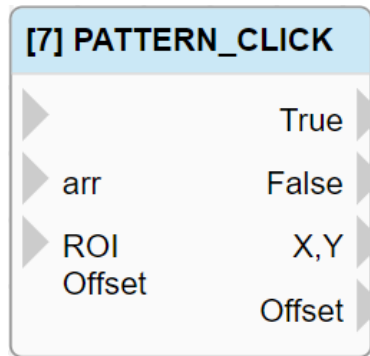 [7] PATTERN_CLICK
True
arr False
ROI X,Y
Offset
Offset